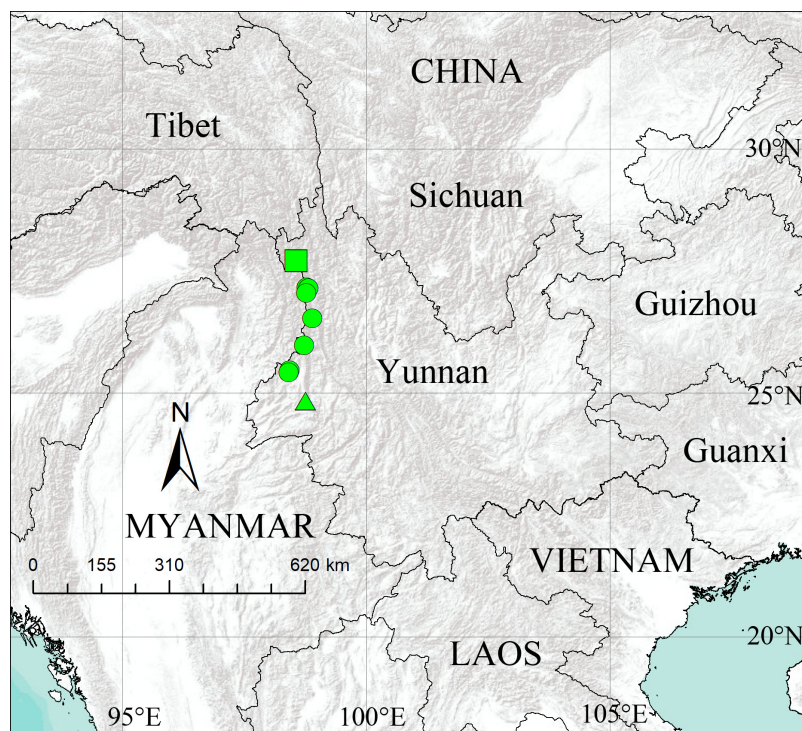 CHINA
Tibet
30°N
Sichuan
Guizhou
Yunnan
25°N
N
Guanxi
MYANMAR
VIETNAM
0 155 310 620 km
20°N
LAOS
95°E 100°E 105°E